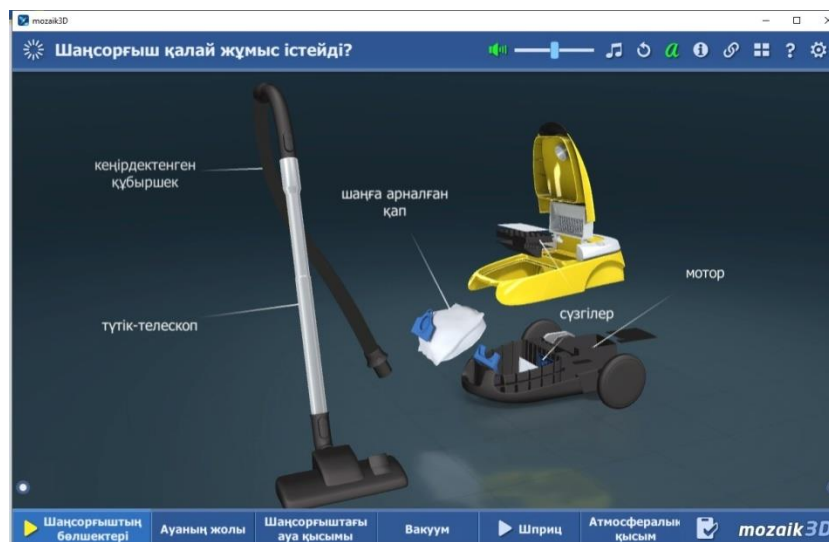 mozaik3D
Шаңсорғыш қалай жұмыс істейді?
кеңірдектенген
құбыршек
шаңға арналған
қап
мотор
түтік-телескоп
сүзгілер
Шаңсорғыштың
бөлшектері
Ауаның жолы
Шаңсорғыштағы
ауа қысымы
Вакуум
Шприц
Атмосфералық
қысым
mozaik3D